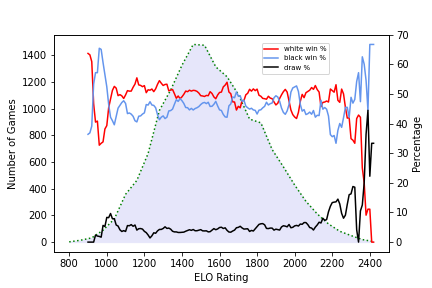 white win %
black win %
draw %
1400
1200
1000
800
600
400
200
0
Number of Games
70
60
50
40
30
20
10
0
Percentage
800 1000 1200 1400 1600 1800 2000 2200 2400
ELO Rating